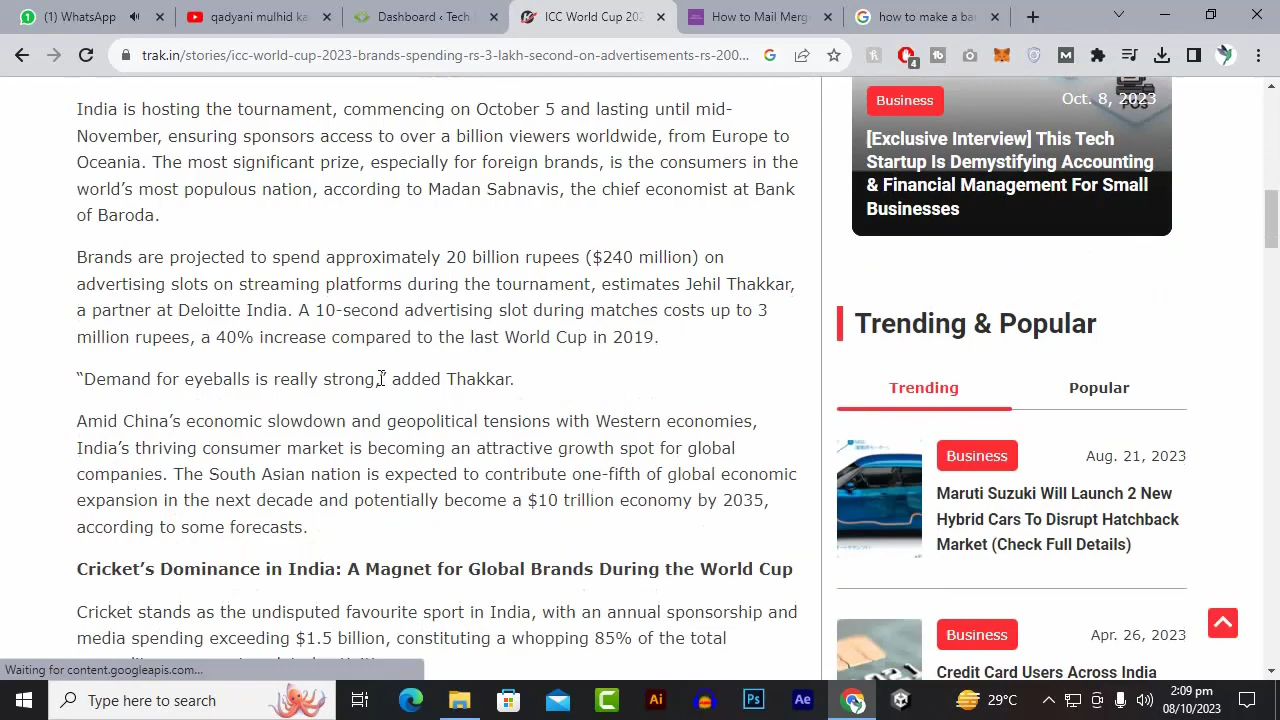 (1) WhatsApp
qadyani mulhid ka
Dashboard ‹ Tech
ICC World Cup 202
How to Mail Merg
how to make a ba
trak.in/stories/icc-world-cup-2023-brands-spending-rs-3-lakh-second-on-advertisements-rs-200...
4
India is hosting the tournament, commencing on October 5 and lasting until mid-
November, ensuring sponsors access to over a billion viewers worldwide, from Europe to
Oceania. The most significant prize, especially for foreign brands, is the consumers in the
world's most populous nation, according to Madan Sabnavis, the chief economist at Bank
of Baroda.
Brands are projected to spend approximately 20 billion rupees ($240 million) on
advertising slots on streaming platforms during the tournament, estimates Jehil Thakkar,
a partner at Deloitte India. A 10-second advertising slot during matches costs up to 3
million rupees, a 40% increase compared to the last World Cup in 2019.
“Demand for eyeballs is really strong,” added Thakkar.
Amid China's economic slowdown and geopolitical tensions with Western economies,
India's thriving consumer market is becoming an attractive growth spot for global
companies. The South Asian nation is expected to contribute one-fifth of global economic
expansion in the next decade and potentially become a $10 trillion economy by 2035,
according to some forecasts.
Cricket's Dominance in India: A Magnet for Global Brands During the World Cup
Cricket stands as the undisputed favourite sport in India, with an annual sponsorship and
media spending exceeding $1.5 billion, constituting a whopping 85% of the total
Business
Oct. 8, 2023
[Exclusive Interview] This Tech
Startup Is Demystifying Accounting
& Financial Management For Small
Businesses
Trending & Popular
Trending
Popular
Business
Aug. 21, 2023
Maruti Suzuki Will Launch 2 New
Hybrid Cars To Disrupt Hatchback
Market (Check Full Details)
Business
Apr. 26, 2023
Credit Card Users Across India
Waiting for content.googleapis.com...
Type here to search
Ai
Ps
Ae
29°C
2:09 pm
08/10/2023